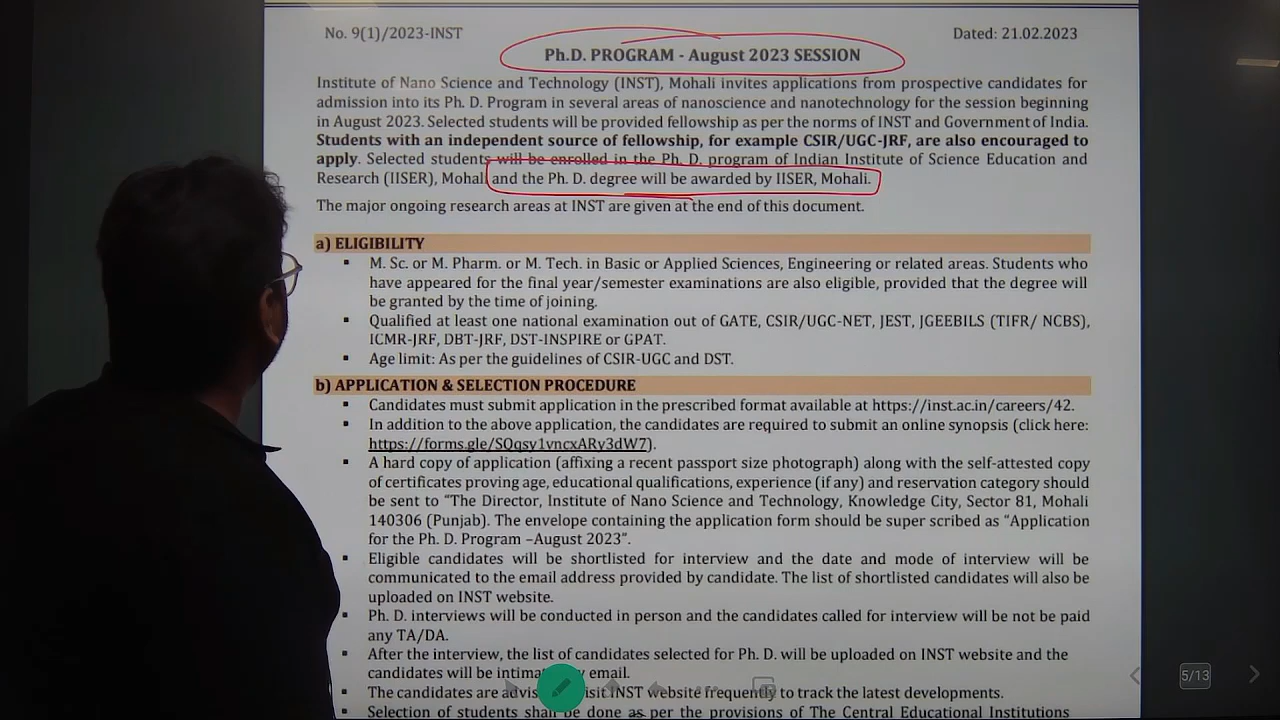 No. 9(1)/2023-INST
Dated: 21.02.2023
Ph.D. PROGRAM - August 2023 SESSION
Institute of Nano Science and Technology (INST), Mohali invites applications from prospective candidates for
admission into its Ph. D. Program in several areas of nanoscience and nanotechnology for the session beginning
in August 2023. Selected students will be provided fellowship as per the norms of INST and Government of India.
Students with an independent source of fellowship, for example CSIR/UGC-JRF, are also encouraged to
apply. Selected students will be enrolled in the Ph. D. program of Indian Institute of Science Education and
Research (IISER), Mohali and the Ph. D. degree will be awarded by IISER, Mohali.
The major ongoing research areas at INST are given at the end of this document.
a) ELIGIBILITY
▪ M. Sc. or M. Pharm. or M. Tech. in Basic or Applied Sciences, Engineering or related areas. Students who
have appeared for the final year/semester examinations are also eligible, provided that the degree will
be granted by the time of joining.
▪ Qualified at least one national examination out of GATE, CSIR/UGC-NET, JEST, JGEEBILS (TIFR/ NCBS),
ICMR-JRF, DBT-JRF, DST-INSPIRE or GPAT.
▪ Age limit: As per the guidelines of CSIR-UGC and DST.
b) APPLICATION & SELECTION PROCEDURE
▪ Candidates must submit application in the prescribed format available at https://inst.ac.in/careers/42.
▪ In addition to the above application, the candidates are required to submit an online synopsis (click here:
https://forms.gle/SQqsy1vncxARy3dW7).
▪ A hard copy of application (affixing a recent passport size photograph) along with the self-attested copy
of certificates proving age, educational qualifications, experience (if any) and reservation category should
be sent to "The Director, Institute of Nano Science and Technology, Knowledge City, Sector 81, Mohali
140306 (Punjab). The envelope containing the application form should be super scribed as "Application
for the Ph. D. Program –August 2023".
▪ Eligible candidates will be shortlisted for interview and the date and mode of interview will be
communicated to the email address provided by candidate. The list of shortlisted candidates will also be
uploaded on INST website.
▪ Ph. D. interviews will be conducted in person and the candidates called for interview will be not be paid
any TA/DA.
▪ After the interview, the list of candidates selected for Ph. D. will be uploaded on INST website and the
candidates will be email.
▪ The candidates are INST website frequently to track the latest developments.
▪ Selection of students shall be done as per the provisions of The Central Educational Institutions
5/13